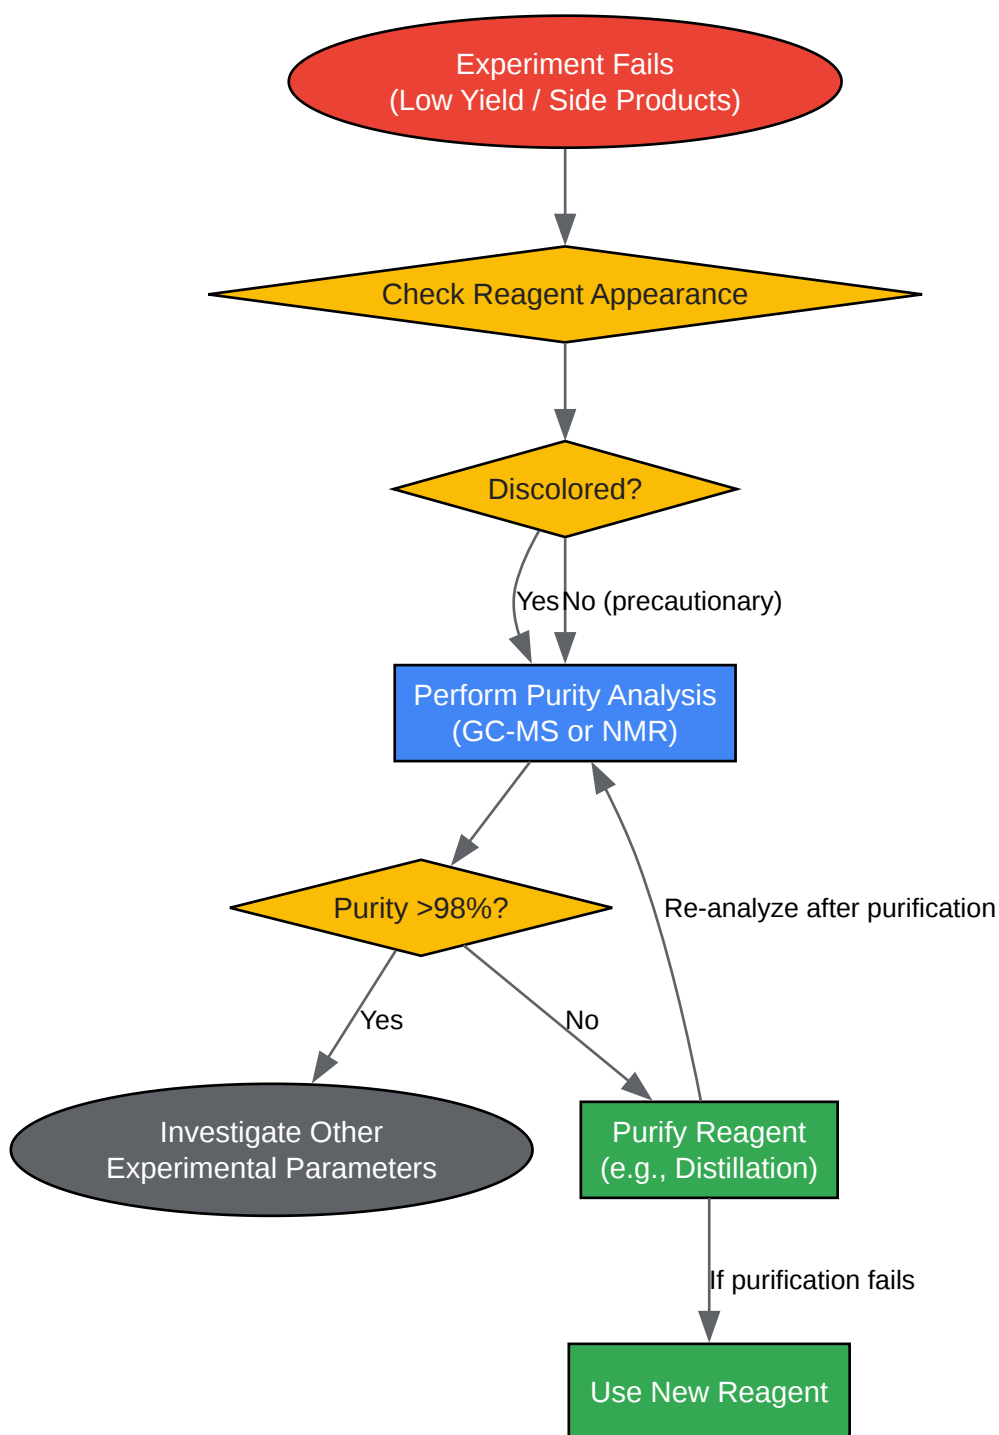 Experiment Fails
(Low Yield / Side Products)
Check Reagent Appearance
Discolored?
Yes
No (precautionary)
Perform Purity Analysis
(GC-MS or NMR)
Purity >98%?
Re-analyze after purification
Yes
No
Investigate Other
Experimental Parameters
Purify Reagent
(e.g., Distillation)
If purification fails
Use New Reagent